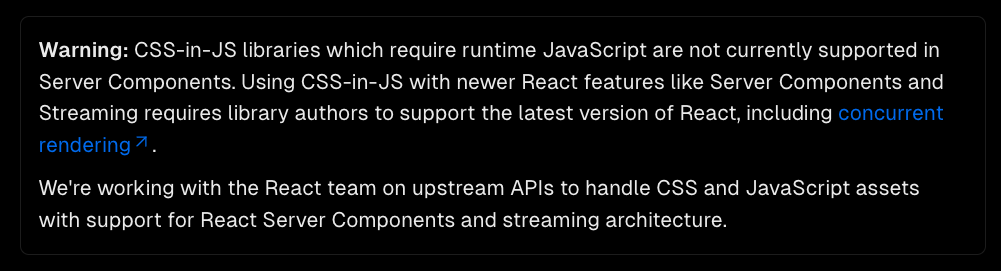 Warning: CSS-in-JS libraries which require runtime JavaScript are not currently supported in
Server Components. Using CSS-in-JS with newer React features like Server Components and
Streaming requires library authors to support the latest version of React, including concurrent
rendering↗.
We're working with the React team on upstream APIs to handle CSS and JavaScript assets
with support for React Server Components and streaming architecture.